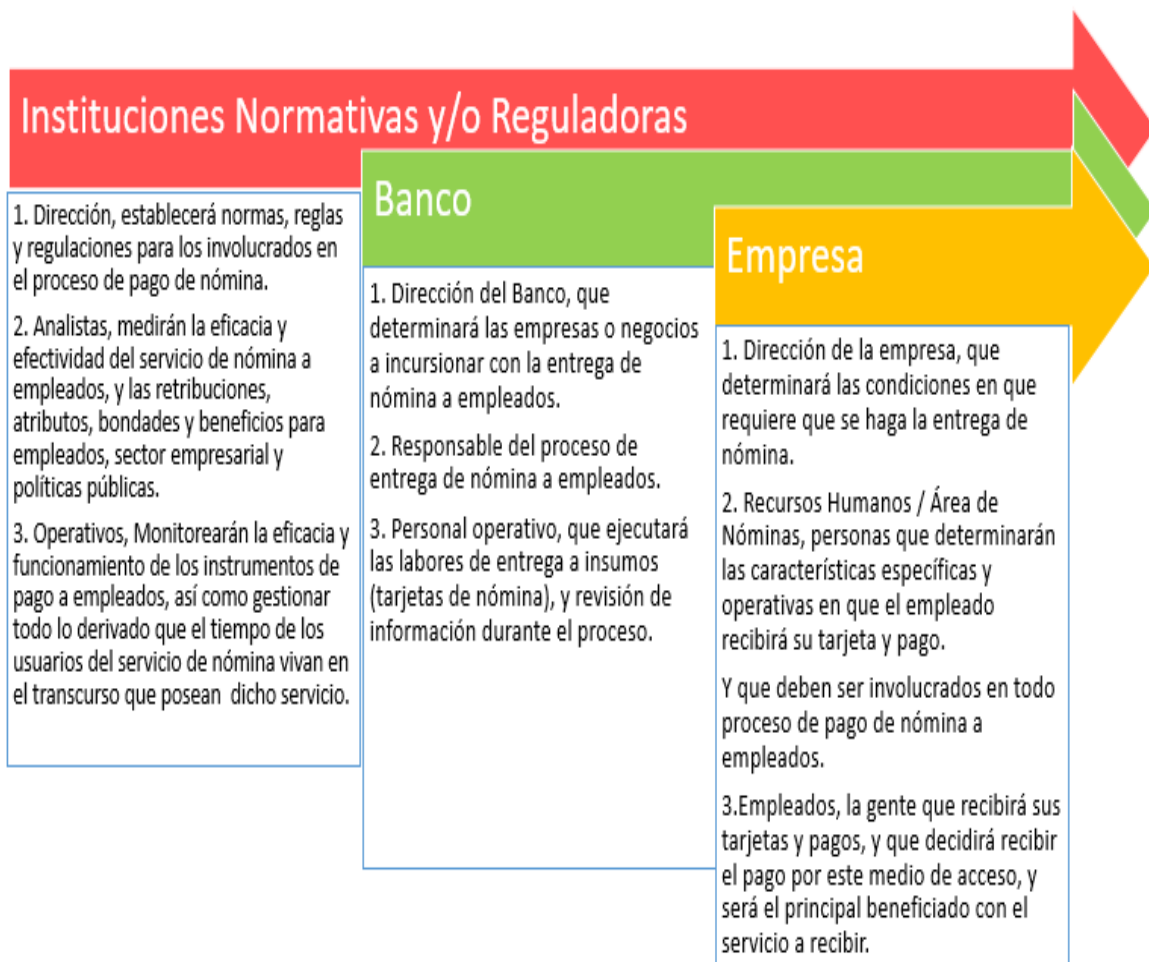 Instituciones Normativas y/o Reguladoras
1. Dirección, establecerá normas, reglas
y regulaciones para los involucrados en
el proceso de pago de nómina.
2. Analistas, medirán la eficacia y
efectividad del servicio de nómina a
empleados, y las retribuciones,
atributos, bondades y beneficios para
empleados, sector empresarial y
políticas públicas.
3. Operativos, Monitorearán la eficacia y
funcionamiento de los instrumentos de
pago a empleados, así como gestionar
todo lo derivado que el tiempo de los
usuarios del servicio de nómina vivan en
el transcurso que posean dicho servicio.
Banco
1. Dirección del Banco, que
determinará las empresas o negocios
a incursionar con la entrega de
nómina a empleados.
2. Responsable del proceso de
entrega de nómina a empleados.
3. Personal operativo, que ejecutará
las labores de entrega a insumos
(tarjetas de nómina), y revisión de
información durante el proceso.
Empresa
1. Dirección de la empresa, que
determinará las condiciones en que
requiere que se haga la entrega de
nómina.
2. Recursos Humanos / Área de
Nóminas, personas que determinarán
las características específicas y
operativas en que el empleado
recibirá su tarjeta y pago.
Y que deben ser involucrados en todo
proceso de pago de nómina a
empleados.
3.Empleados, la gente que recibirá sus
tarjetas y pagos, y que decidirá recibir
el pago por este medio de acceso, y
será el principal beneficiado con el
servicio a recibir.